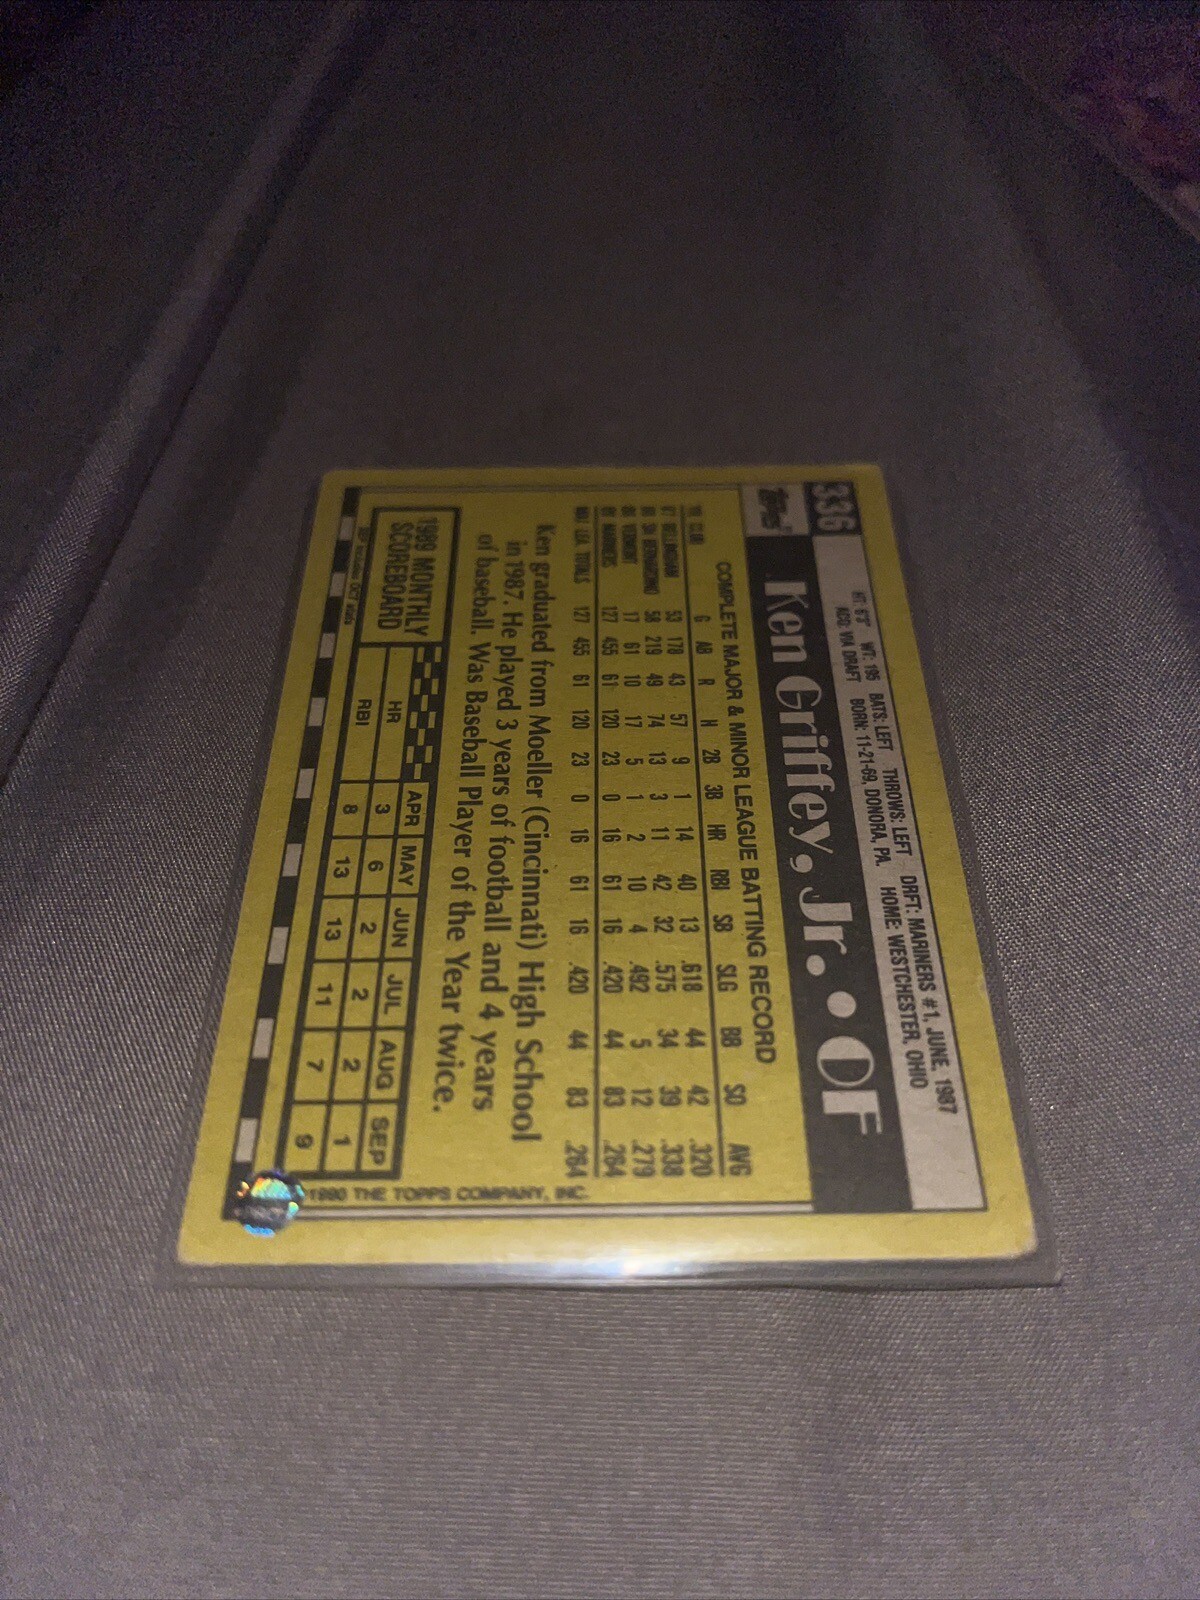 336
HT: 6'3" WT: 195 BATS: LEFT THROWS: LEFT DRFT: MARINERS #1, JUNE, 1987
ACQ: VIA DRAFT BORN: 11-21-69, DONORA, PA. HOME: WESTCHESTER, OHIO
Topps Ken Griffey, Jr. • OF
COMPLETE MAJOR & MINOR LEAGUE BATTING RECORD
YR CLUB G AB R H 2B 3B HR RBI SB SLG BB SO AVG
87 BELLINGHAM 53 178 43 57 9 1 14 40 13 .618 44 42 .320
88 SN BERNARDINO 58 219 49 74 13 3 11 42 32 .575 34 39 .338
88 VERMONT 17 61 10 17 5 1 2 10 4 .492 5 12 .279
89 MARINERS 127 455 61 120 23 0 16 61 16 .420 44 83 .264
MAJ LEA TOTALS 127 455 61 120 23 0 16 61 16 .420 44 83 .264
Ken graduated from Moeller (Cincinnati) High School
in 1987. He played 3 years of football and 4 years
of baseball. Was Baseball Player of the Year twice.
1989 MONTHLY
SCOREBOARD
APR MAY JUN JUL AUG SEP
HR 3 6 2 2 2 1
RBI 8 13 13 11 7 9
SEP includes OCT stats
1990 THE TOPPS COMPANY, INC.